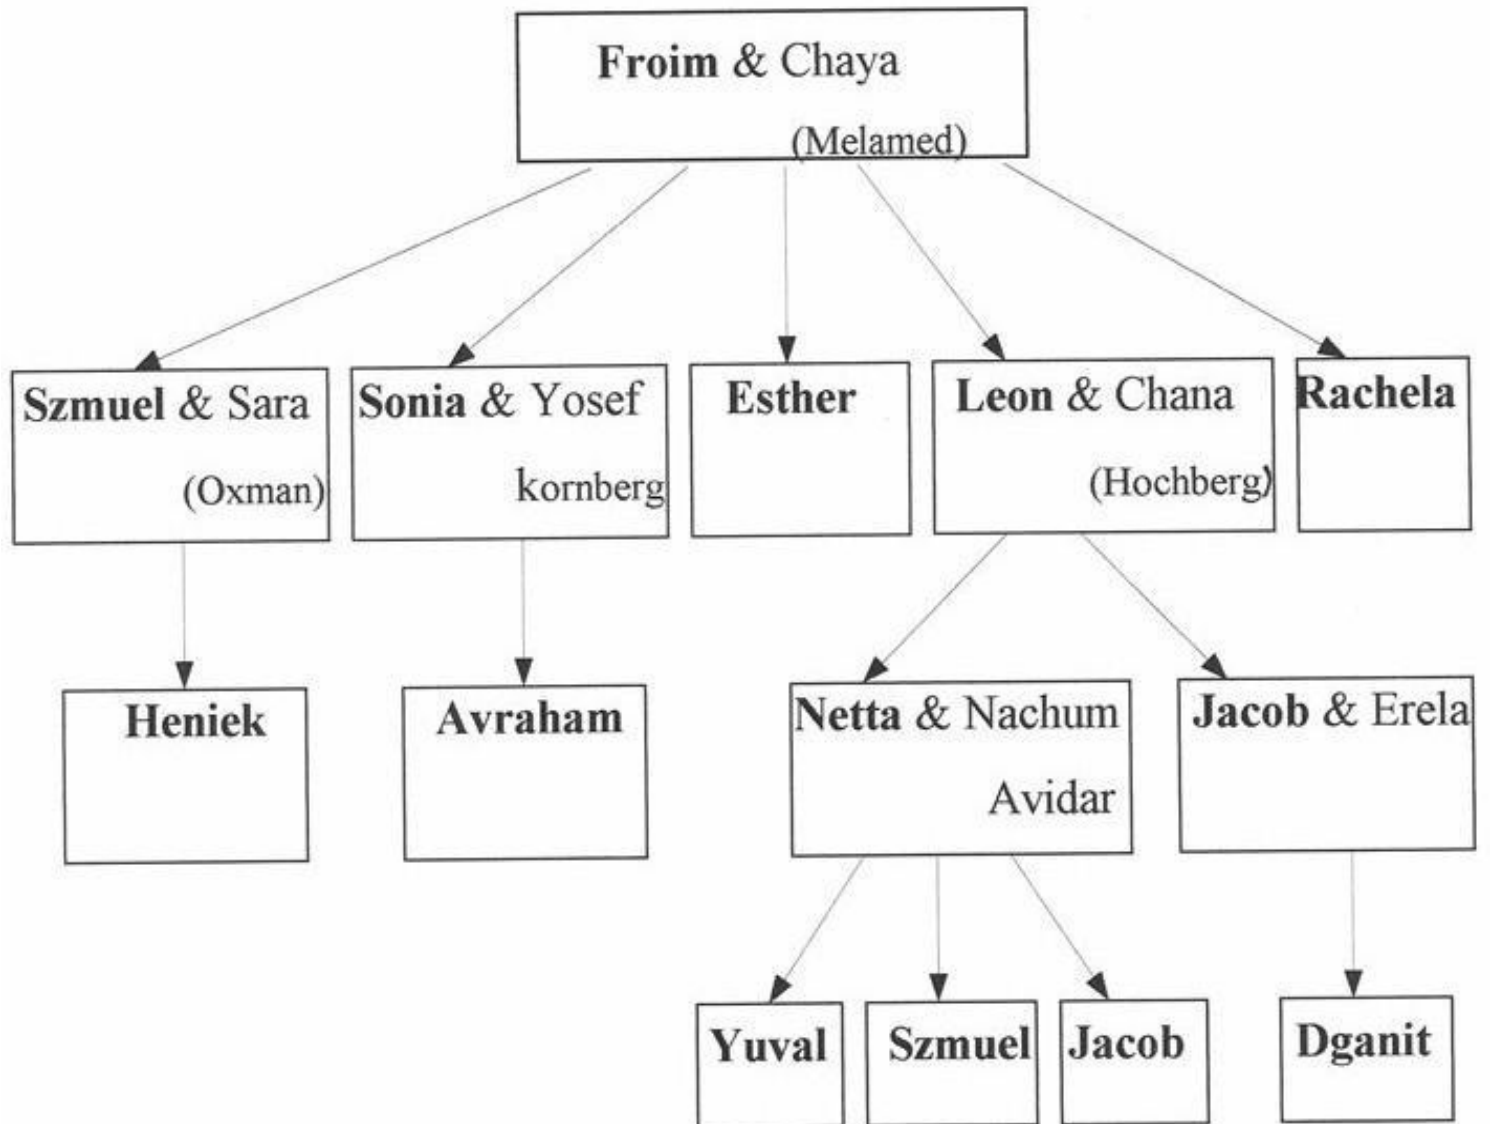 Froim & Chaya
(Melamed)
Szmuel & Sara
(Oxman)
Sonia & Yosef
kornberg
Esther
Leon & Chana
(Hochberg)
Rachela
Heniek
Avraham
Netta & Nachum
Avidar
Jacob & Erela
Yuval
Szmuel
Jacob
Dganit